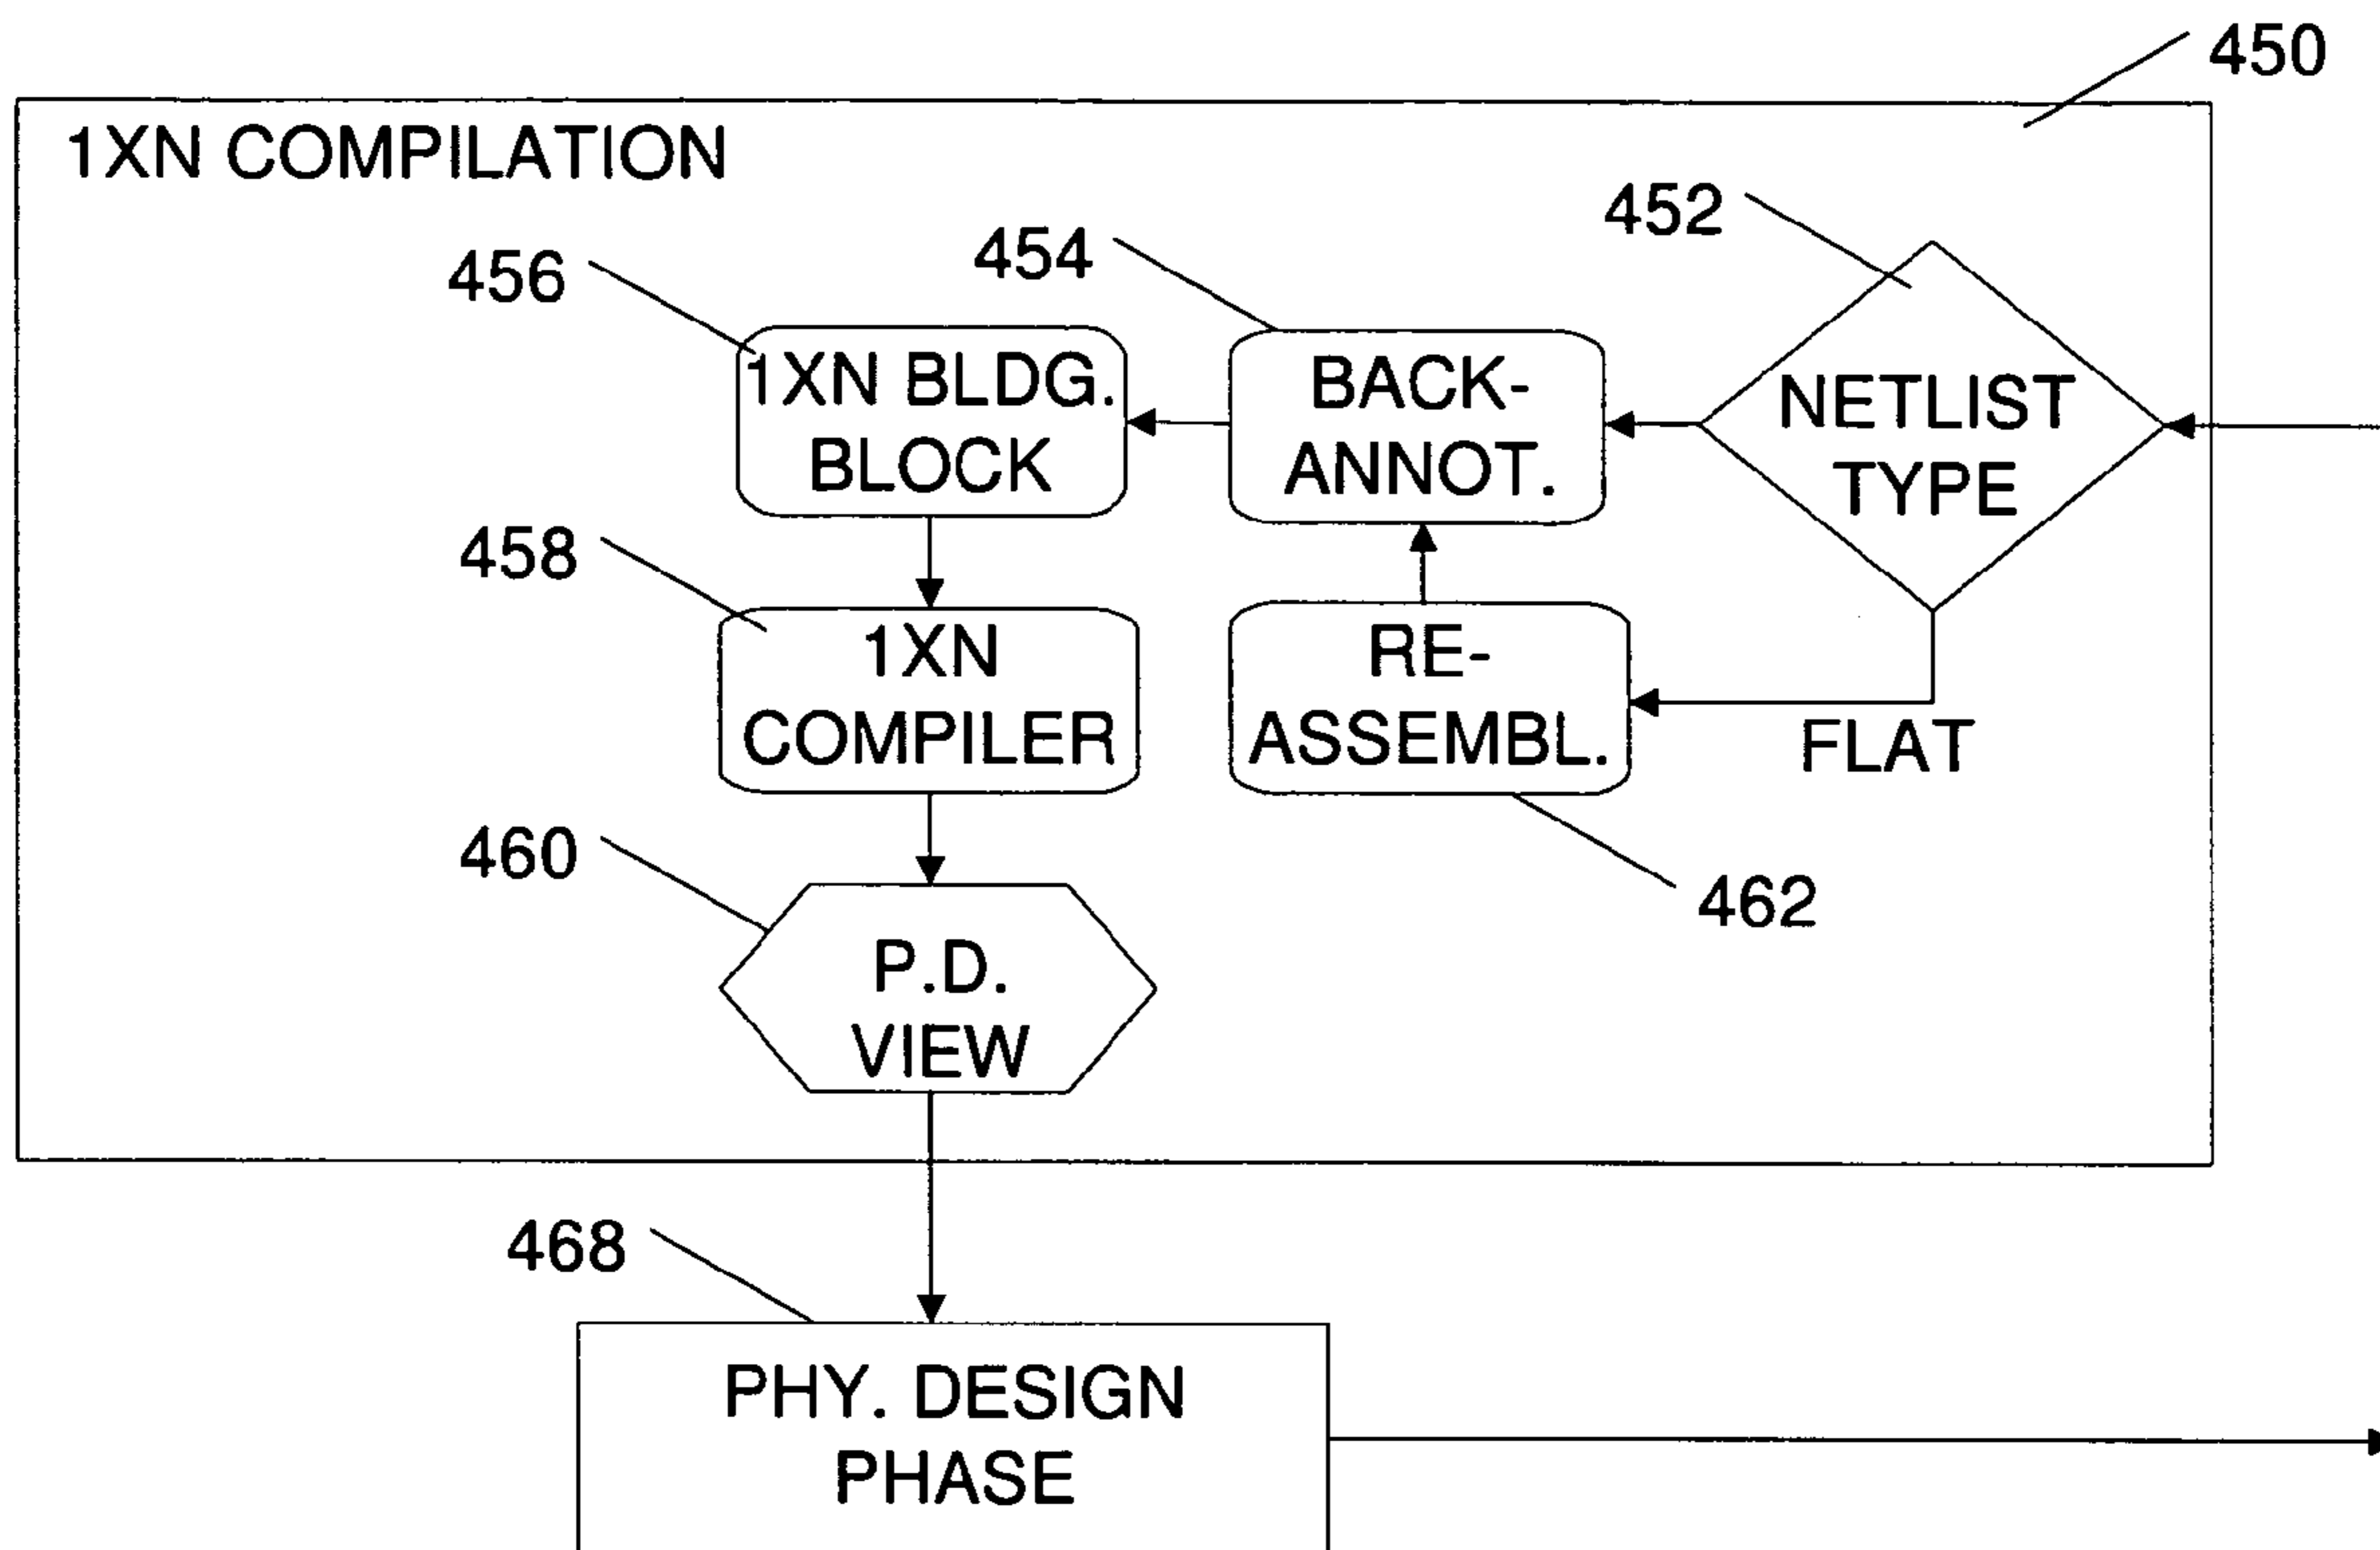 450
1XN COMPILATION
452
454
456
1XN BLDG.
BLOCK
BACK-
ANNOT.
NETLIST
TYPE
458
1XN
COMPILER
RE-
ASSEMBL.
FLAT
460
462
P.D.
VIEW
468
PHY. DESIGN
PHASE